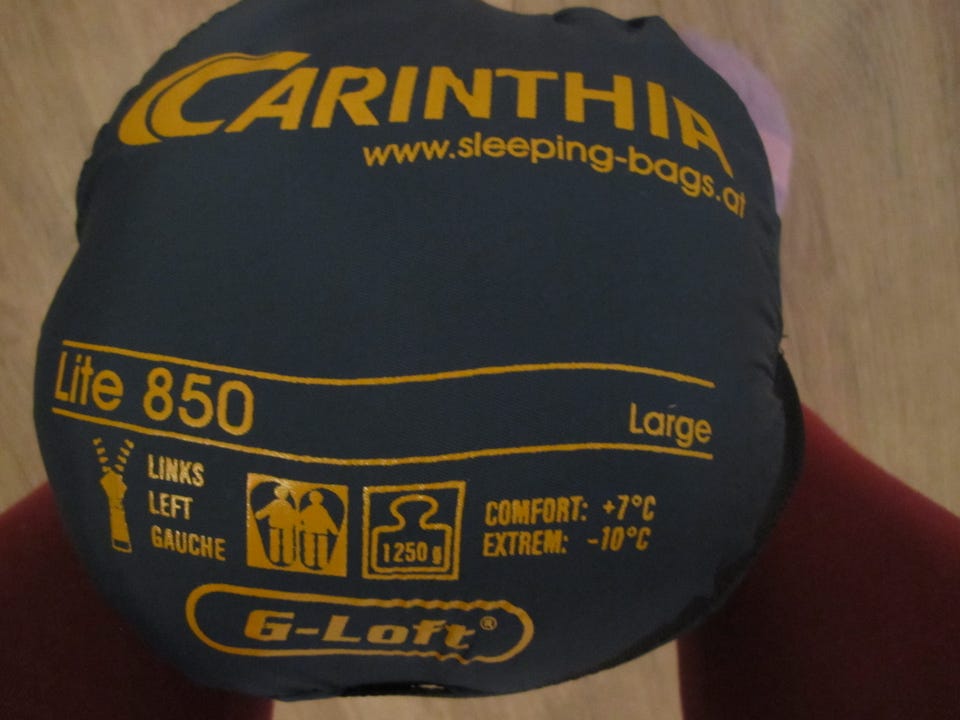 CARINTHIA
www.sleeping-bags.at
Lite 850
Large
LINKS
LEFT
GAUCHE
1250 g
COMFORT: +7°C
EXTREM: -10°C
G-Loft®